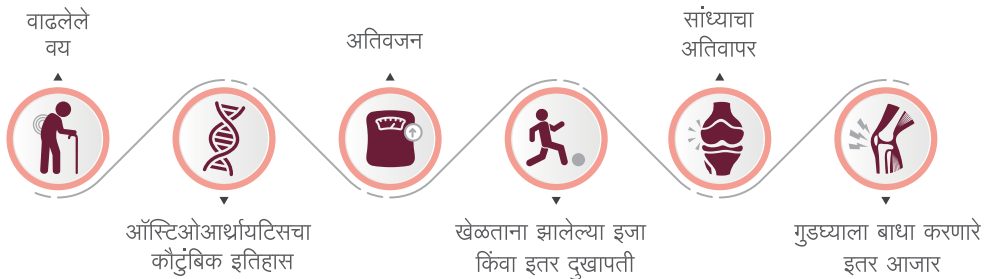 वाढलेले
वय
ऑस्टिओआर्थ्रायटिसचा
कौटुंबिक इतिहास
अतिवजन
खेळताना झालेल्या इजा
किंवा इतर दुखापती
सांध्याचा
अतिवापर
गुडघ्याला बाधा करणारे
इतर आजार